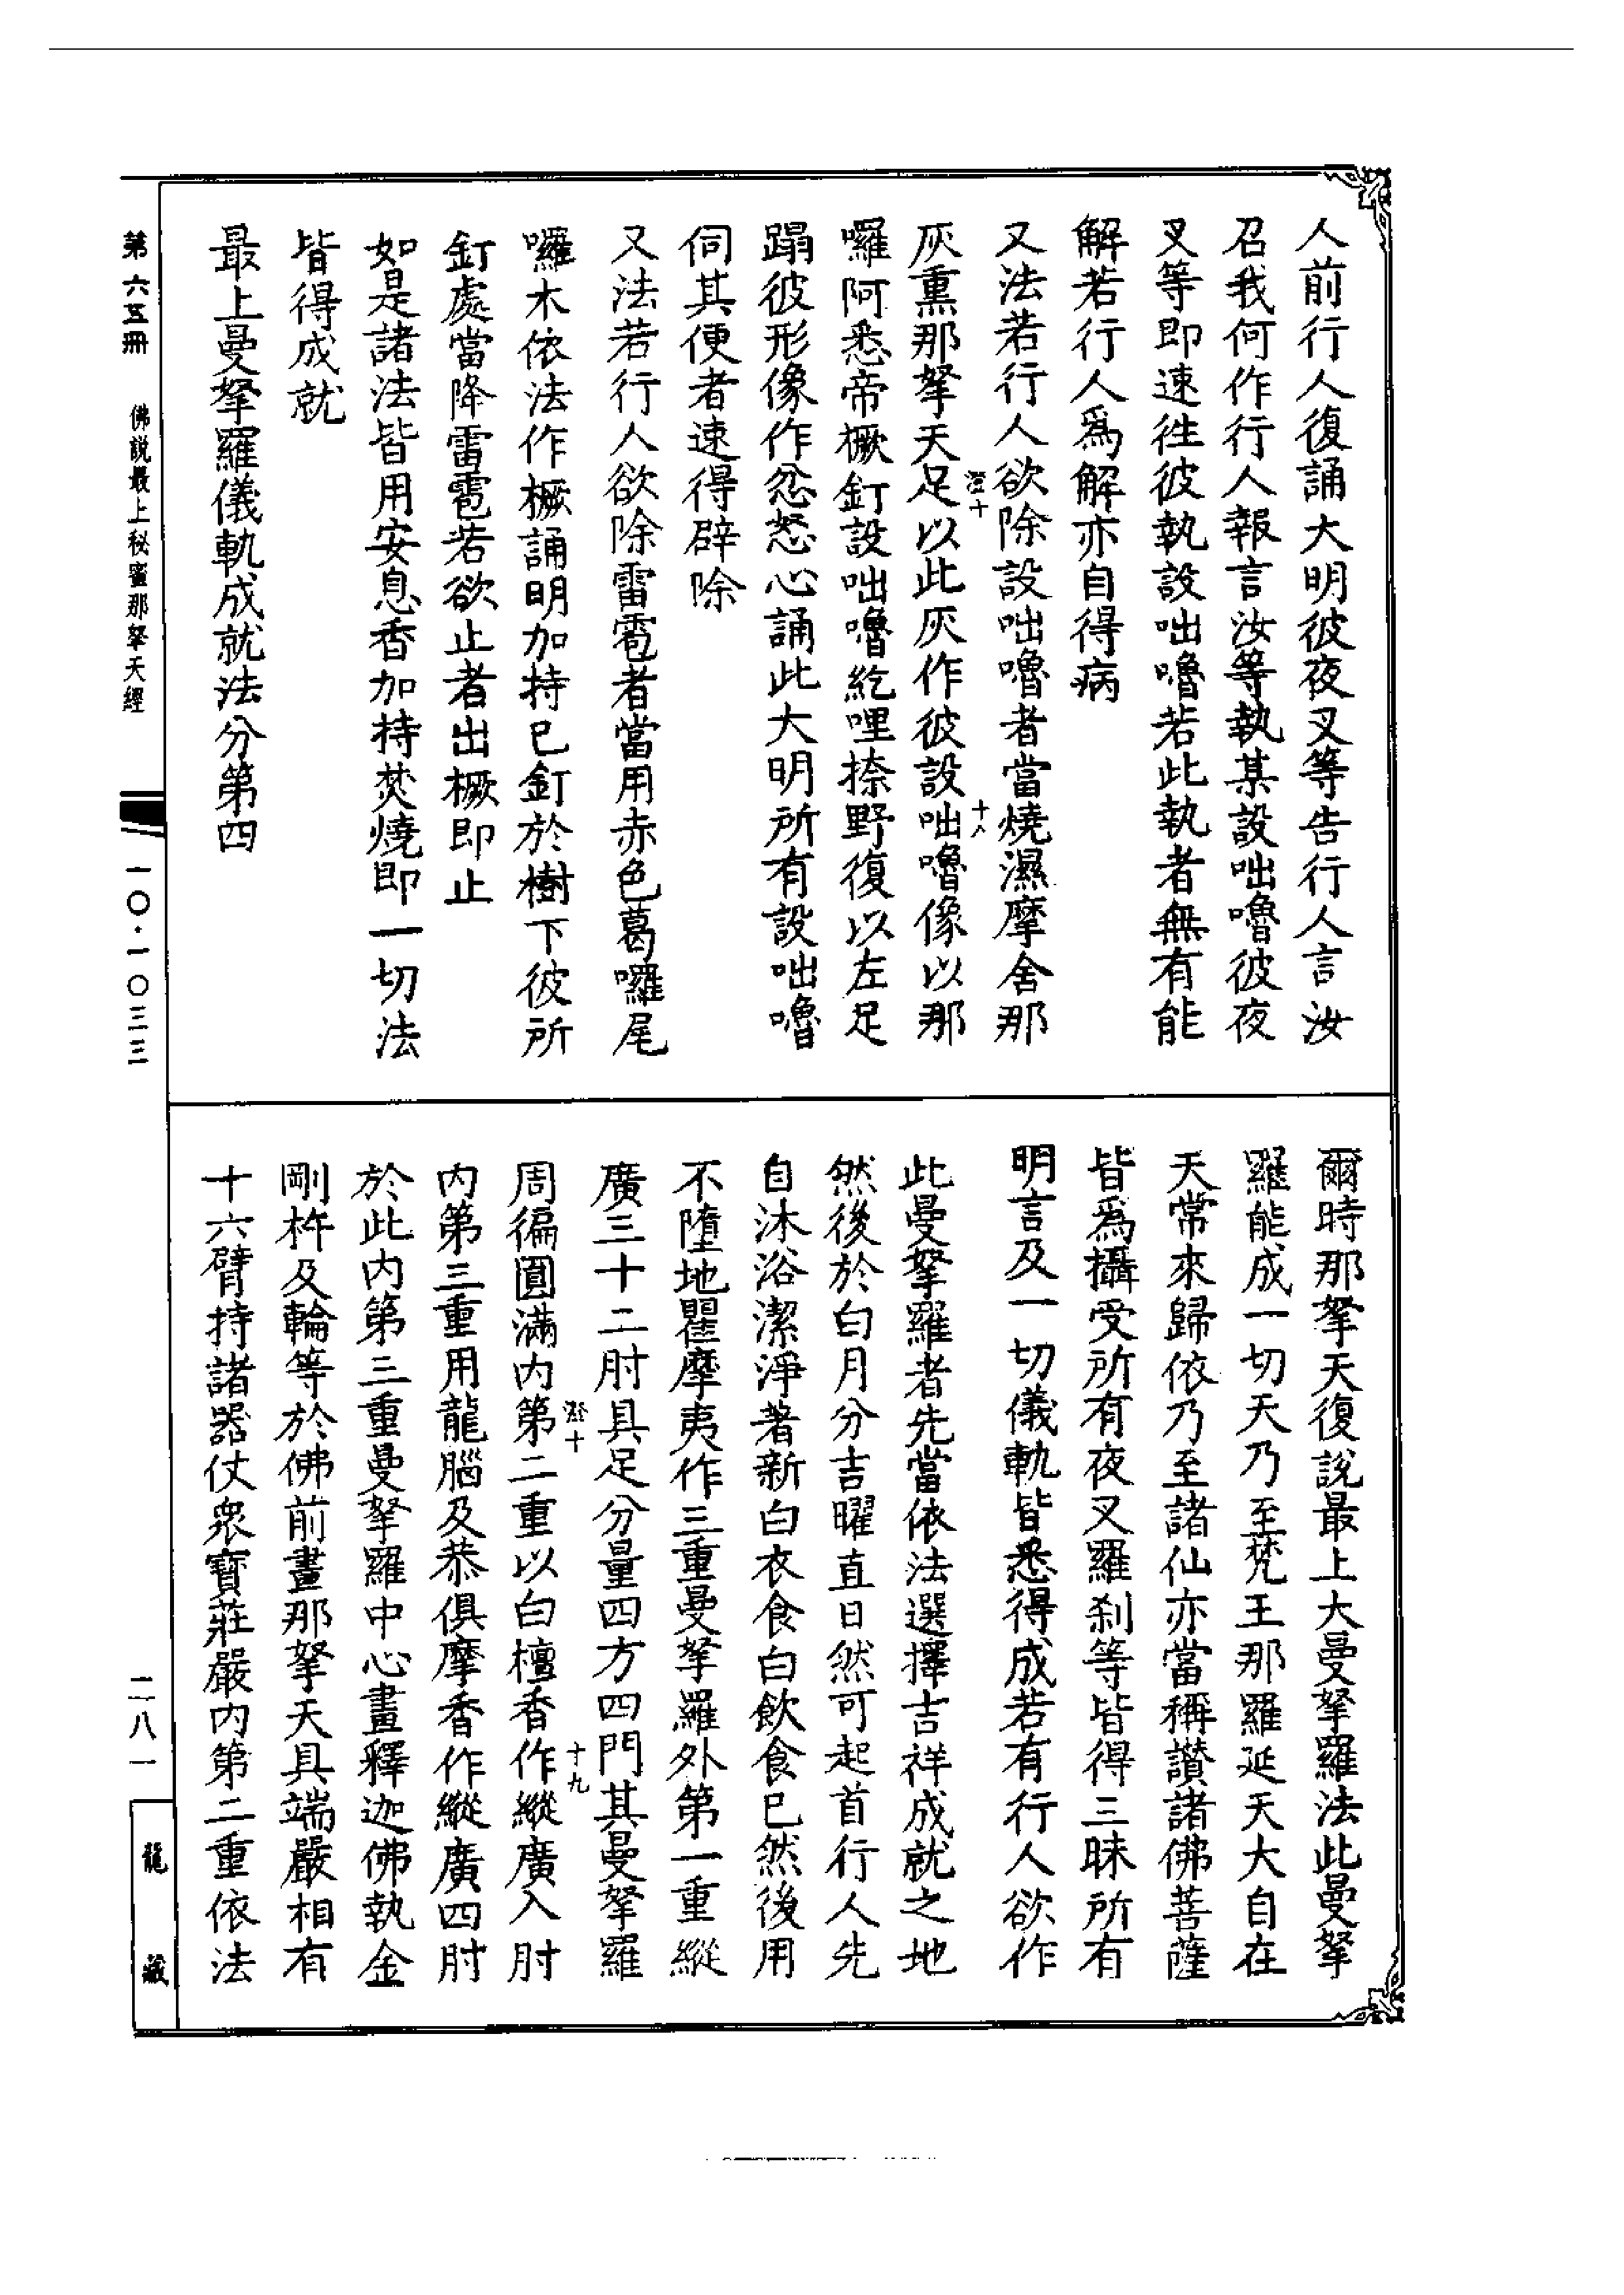 人前行人復誦大明彼夜叉等告行人言汝
召我何作行人報言汝等執某設咄嚕彼夜
叉等即速往彼執設咄嚕若此執者無有能
解若行人爲解亦自得病
又法若行人欲除設咄嚕者當燒濕摩舍那
灰熏那拏天足以此灰作彼設咄嚕像以那
囉阿悉帝橛釘設咄嚕紇哩捺野復以左足
蹋彼形像作忿怒心誦此大明所有設咄嚕
伺其便者速得辟除
又法若行人欲除雷雹者當用赤色葛囉尾
囉木依法作橛誦明加持已釘於樹下彼所
釘處當降雷雹若欲止者出橛即止
如是諸法皆用安息香加持焚燒即一切法
皆得成就
最上曼拏羅儀軌成就法分第四
爾時那拏天復說最上大曼拏羅法此曼拏
羅能成一切天乃至梵王那羅延天大自在
天常來歸依乃至諸仙亦當稱讚諸佛菩薩
皆爲攝受所有夜叉羅剎等皆得三昧所有
明言及一切儀軌皆悉得成若有行人欲作
此曼拏羅者先當依法選擇吉祥成就之地
然後於白月分吉曜直日然可起首行人先
自沐浴潔淨著新白衣食白飲食已然後用
不墮地瞿摩夷作三重曼拏羅外第一重縱
廣三十二肘具足分量四方四門其曼拏羅
周徧圓滿內第二重以白檀香作縱廣入肘
內第三重用龍腦及恭俱摩香作縱廣四肘
於此內第三重曼拏羅中心畫釋迦佛執金
剛杵及輪等於佛前畫那拏天具端嚴相有
十六臂持諸器仗眾寶莊嚴內第二重依法
第六五冊 佛說最上秘蜜那拏天經
一〇·一〇三三
二八一
龍藏
十
十八
十
十九